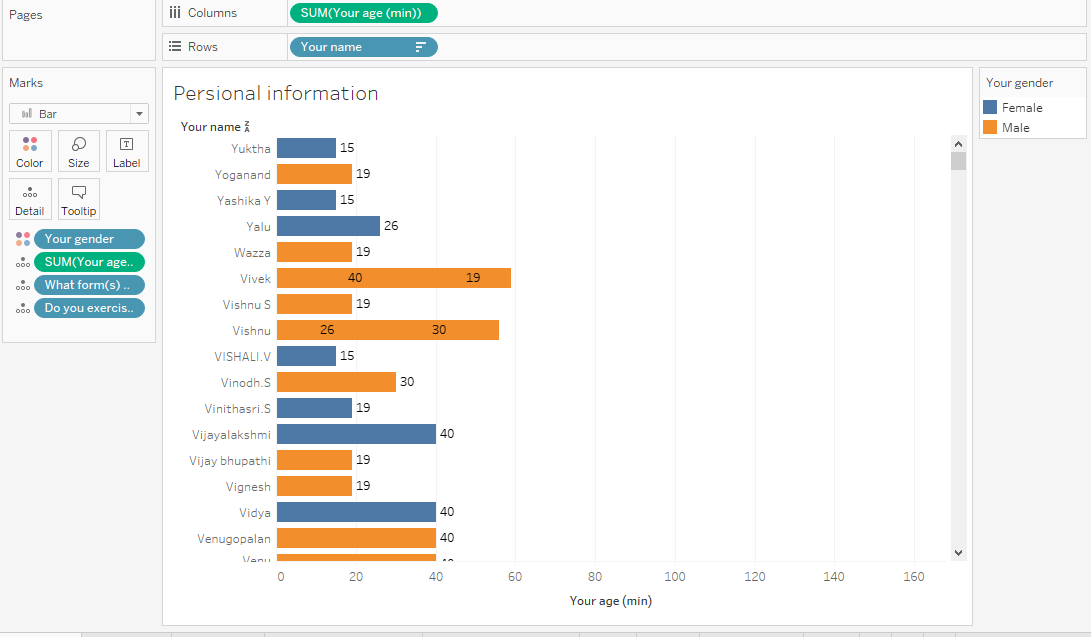 Pages
Columns
SUM(Your age (min))
Rows
Your name
Marks
Bar
Color
Size
Label
Detail
Tooltip
Your gender
SUM(Your age..
What form(s) ..
Do you exercis..
Persional information
Your name
Yuktha 15
Yoganand 19
Yashika Y 15
Yalu 26
Wazza 19
Vivek 40 19
Vishnu S 19
Vishnu 26 30
VISHALI.V 15
Vinodh.S 30
Vinithasri.S 19
Vijayalakshmi 40
Vijay bhupathi 19
Vignesh 19
Vidya 40
Venugopalan 40
Venu
0 20 40 60 80 100 120 140 160
Your age (min)
Your gender
Female
Male